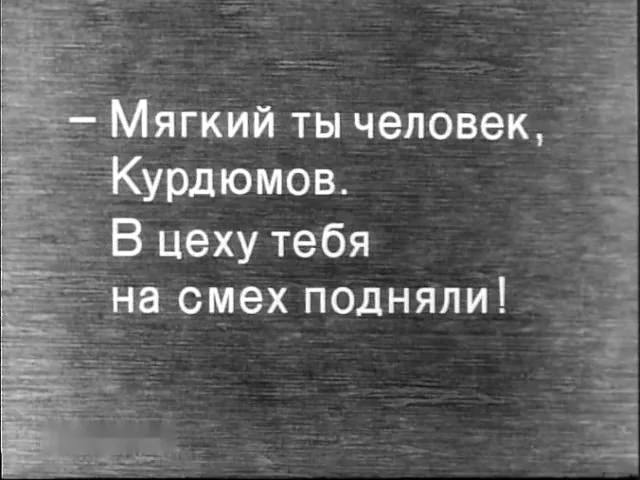 – Мягкий ты человек,
Курдюмов.
В цеху тебя
на смех подняли!